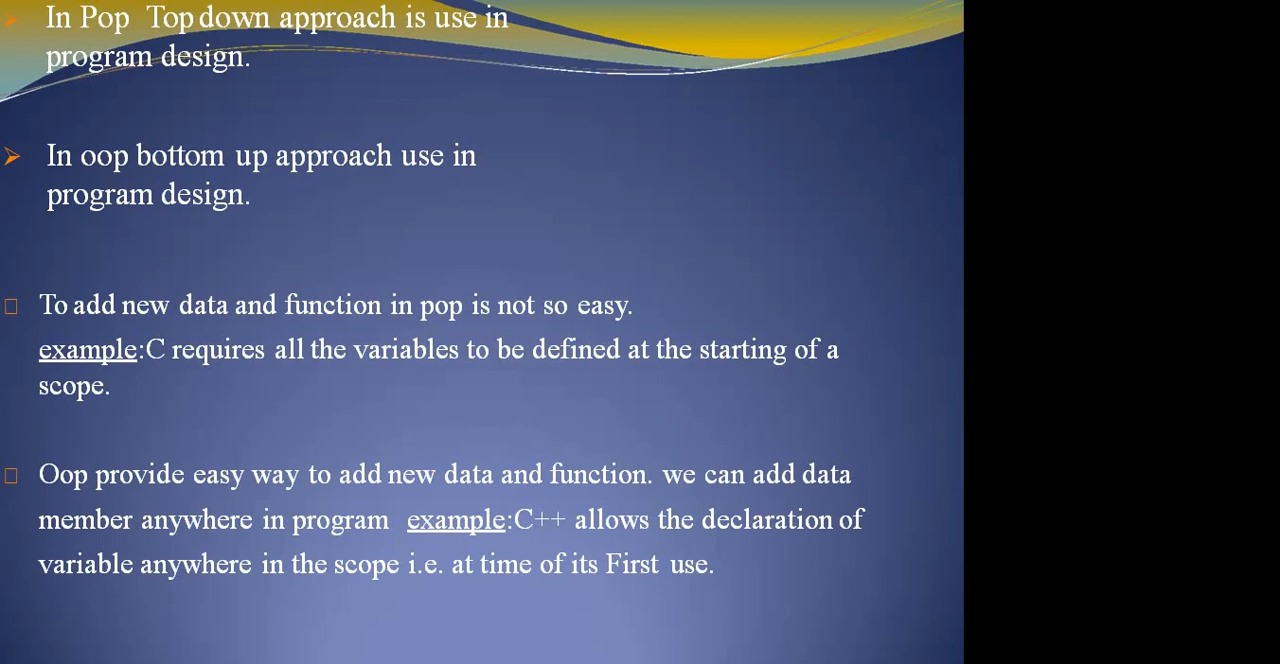 In Pop Top down approach is use in
program design.
In oop bottom up approach use in
program design.
To add new data and function in pop is not so easy.
example:C requires all the variables to be defined at the starting of a
scope.
Oop provide easy way to add new data and function. we can add data
member anywhere in program example:C++ allows the declaration of
variable anywhere in the scope i.e. at time of its First use.